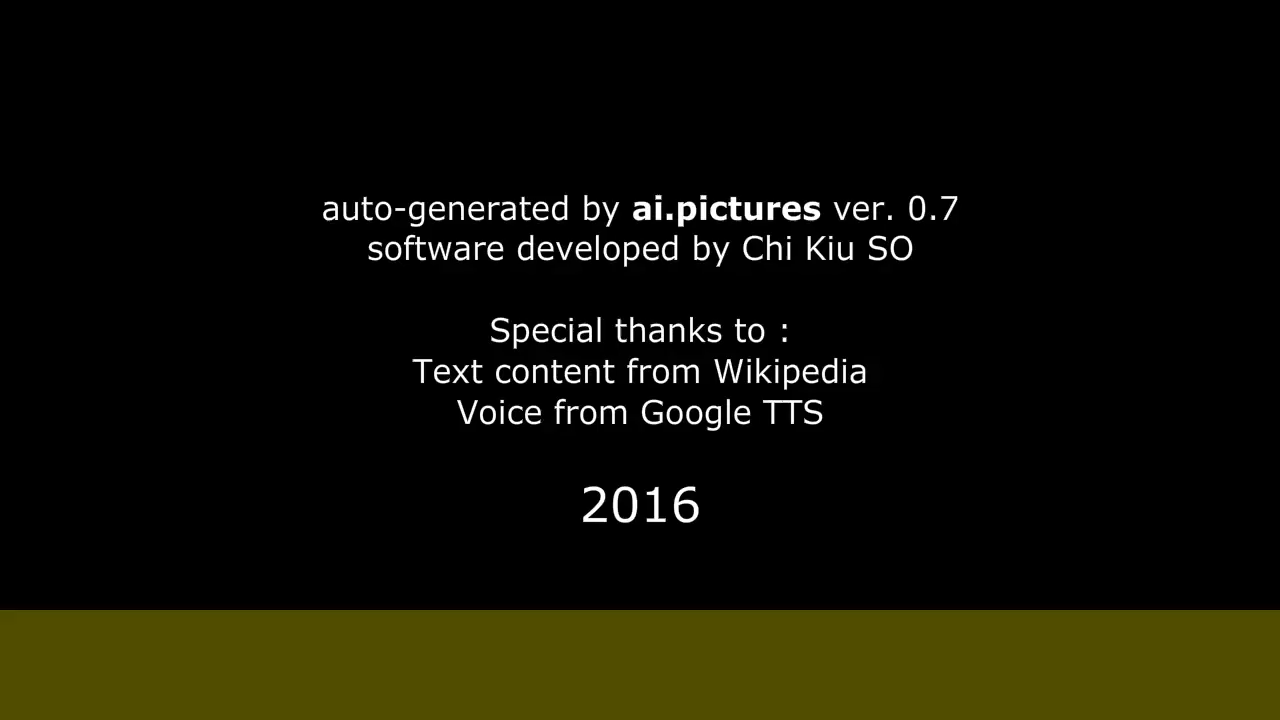 auto-generated by ai.pictures ver. 0.7
software developed by Chi Kiu SO
Special thanks to :
Text content from Wikipedia
Voice from Google TTS
2016